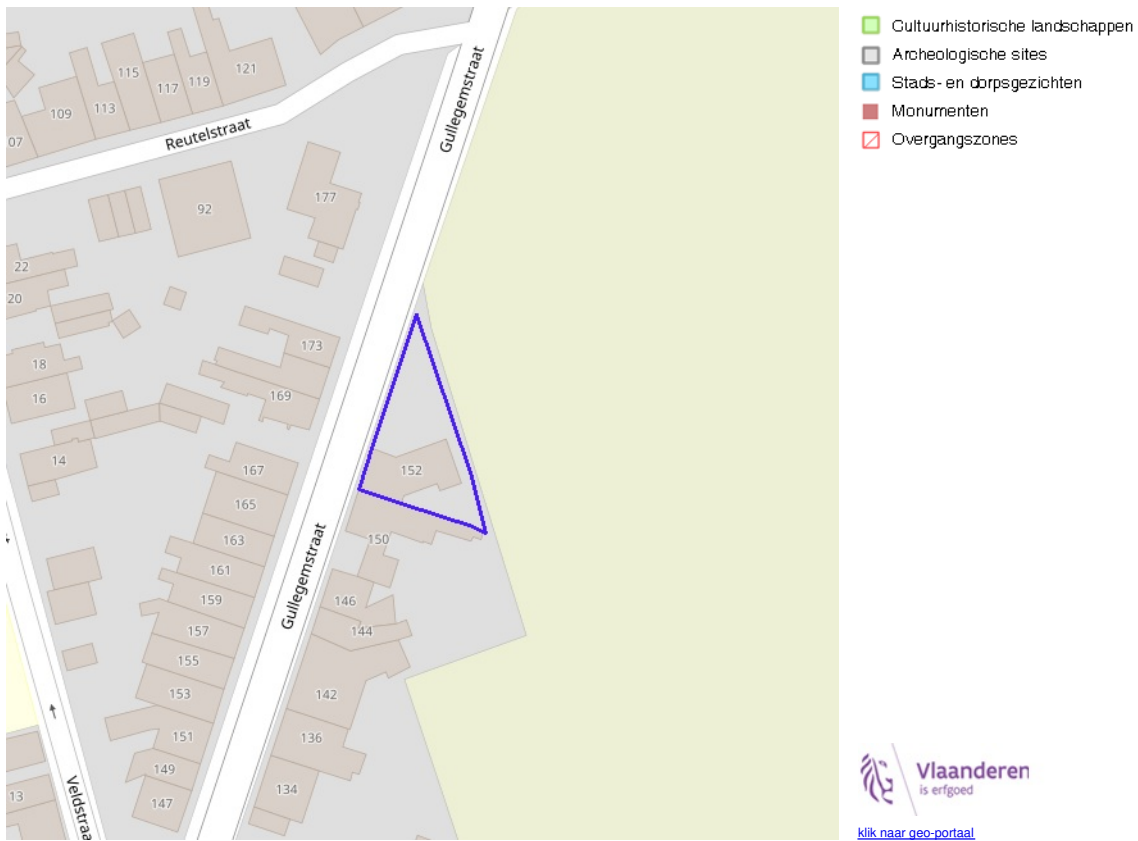 Cultuurhistorische landschappen
Archeologische sites
Stads- en dorpsgezichten
Monumenten
Overgangszones
121
115
119
117
113
109
07
Reutelstraat
Gullegemstraat
177
92
22
20
173
18
169
16
14
167
152
165
163
150
161
Gullegemstraat
159
146
157
144
155
153
142
151
136
149
134
147
13
Veldstraa
Vlaanderen
is erfgoed
klik naar geo-portaal